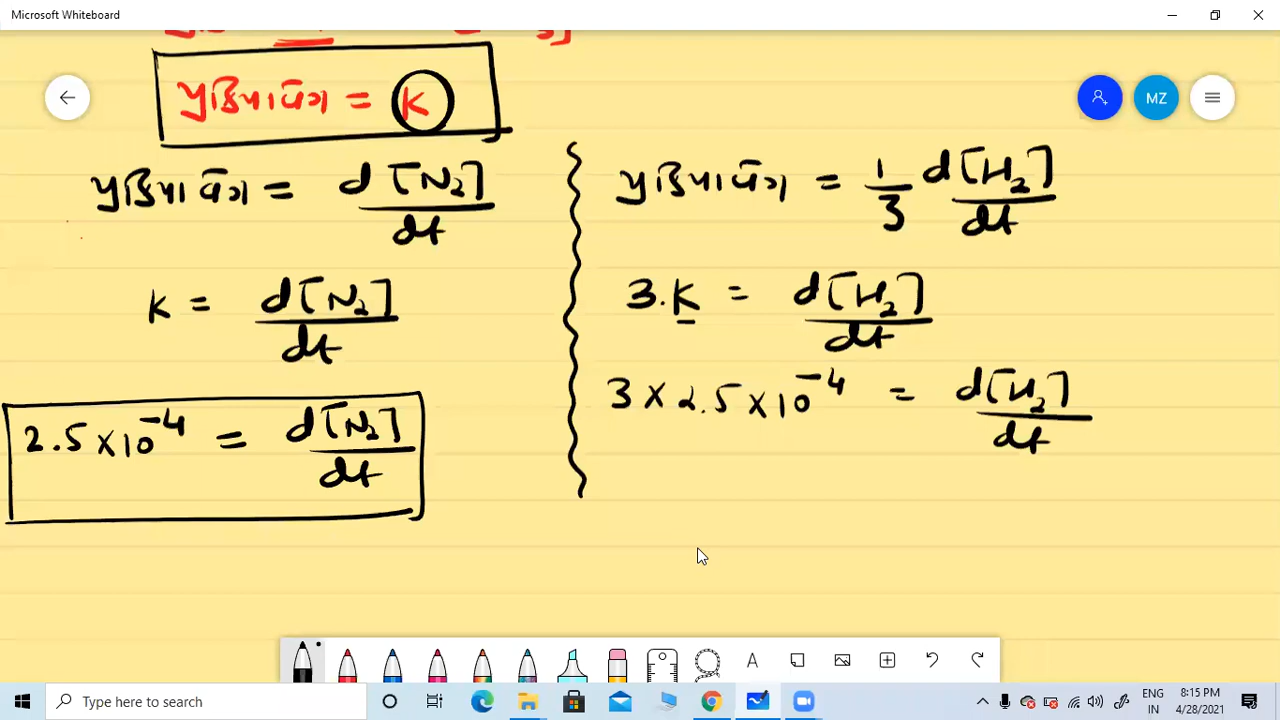 Microsoft Whiteboard
MZ
પ્રક્રિયાવેગ = K
પ્રક્રિયાવેગ = d[N₂]/dt
K = d[N₂]/dt
2.5 × 10⁻⁴ = d[N₂]/dt
પ્રક્રિયાવેગ = 1/3 d[H₂]/dt
3.K = d[H₂]/dt
3 × 2.5 × 10⁻⁴ = d[H₂]/dt
Type here to search
ENG
IN
8:15 PM
4/28/2021